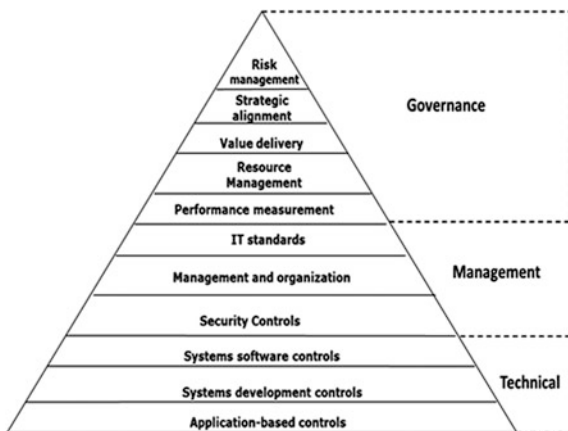 Risk
management
Strategic
alignment
Governance
Value delivery
Resource
Management
Performance measurement
IT standards
Management and organization
Management
Security Controls
Systems software controls
Technical
Systems development controls
Application-based controls